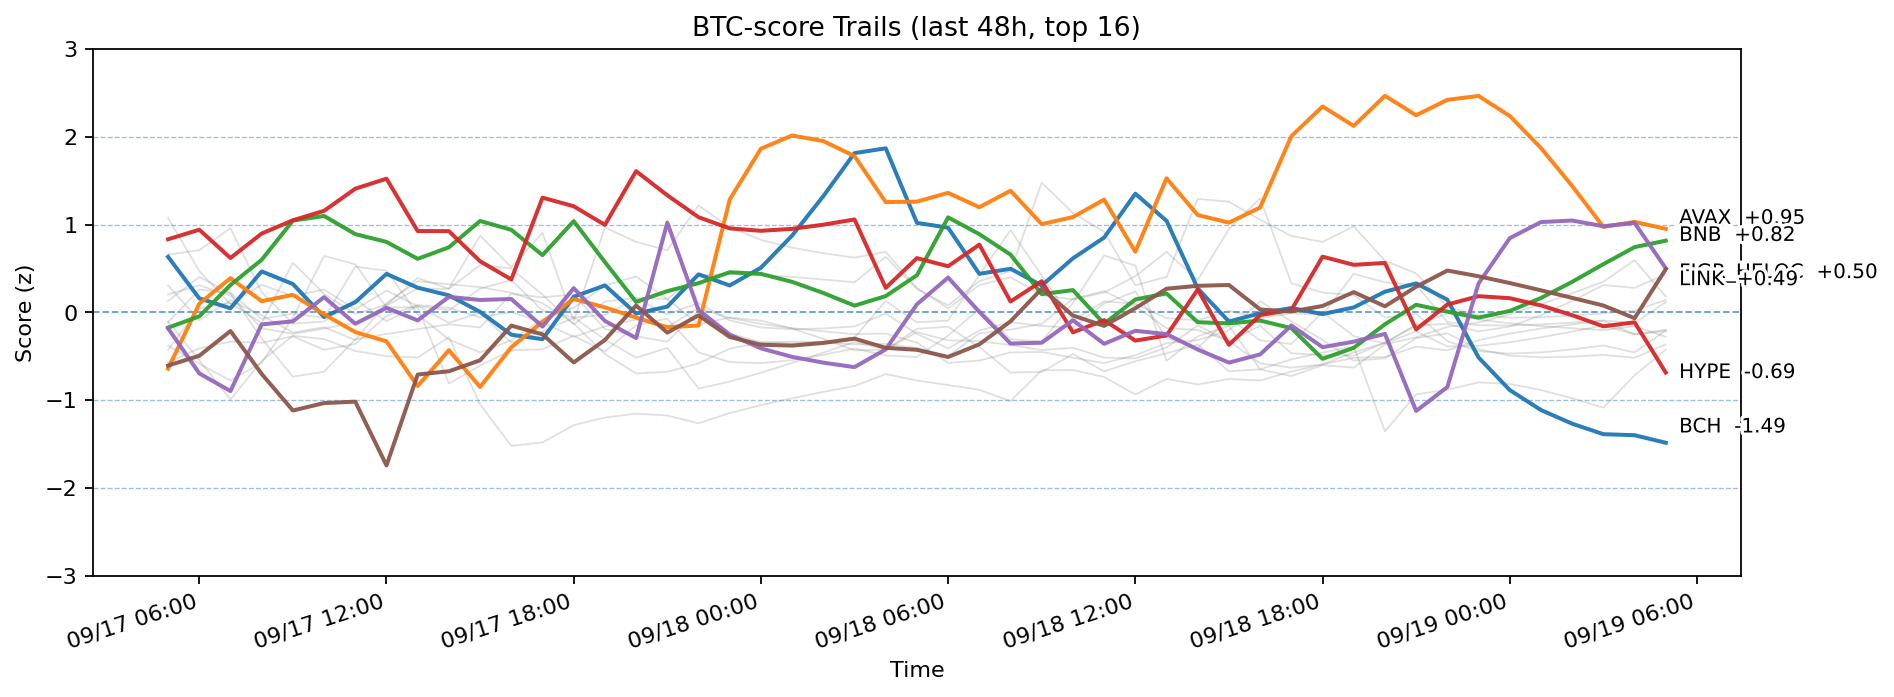 BTC-score Trails (last 48h, top 16)
Score (z)
3
2
1
0
−1
−2
−3
AVAX +0.95
BNB +0.82
+0.50
LINK +0.49
HYPE -0.69
BCH -1.49
09/17 06:00
09/17 12:00
09/17 18:00
09/18 00:00
09/18 06:00
09/18 12:00
09/18 18:00
09/19 00:00
09/19 06:00
Time